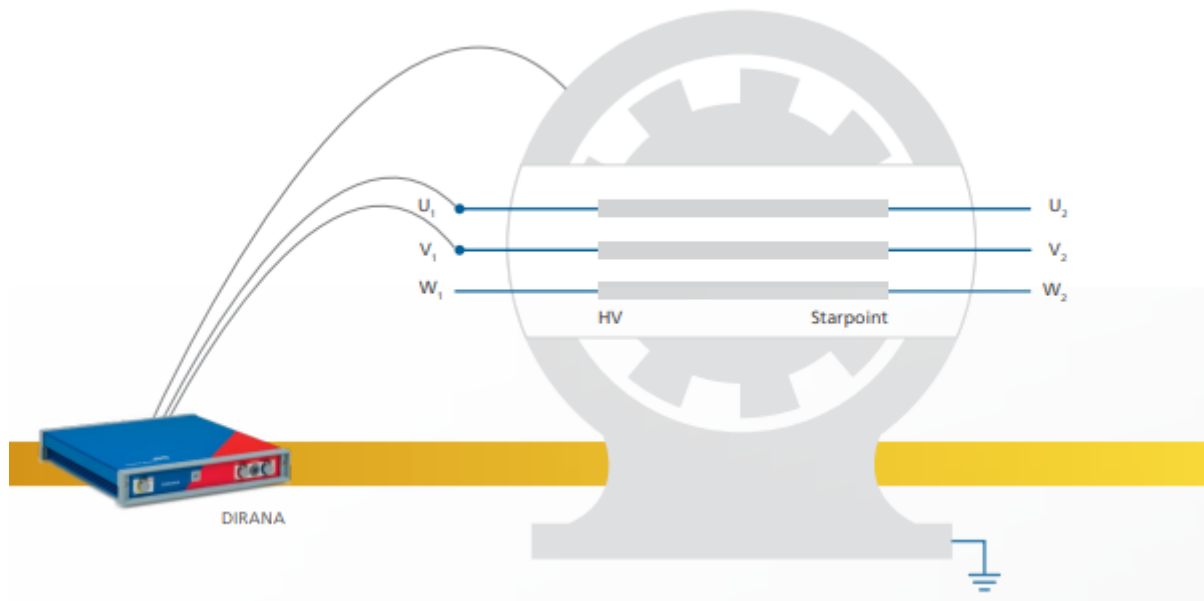 U₁ U₂
V₁ V₂
W₁ W₂
HV Starpoint
DIRANA